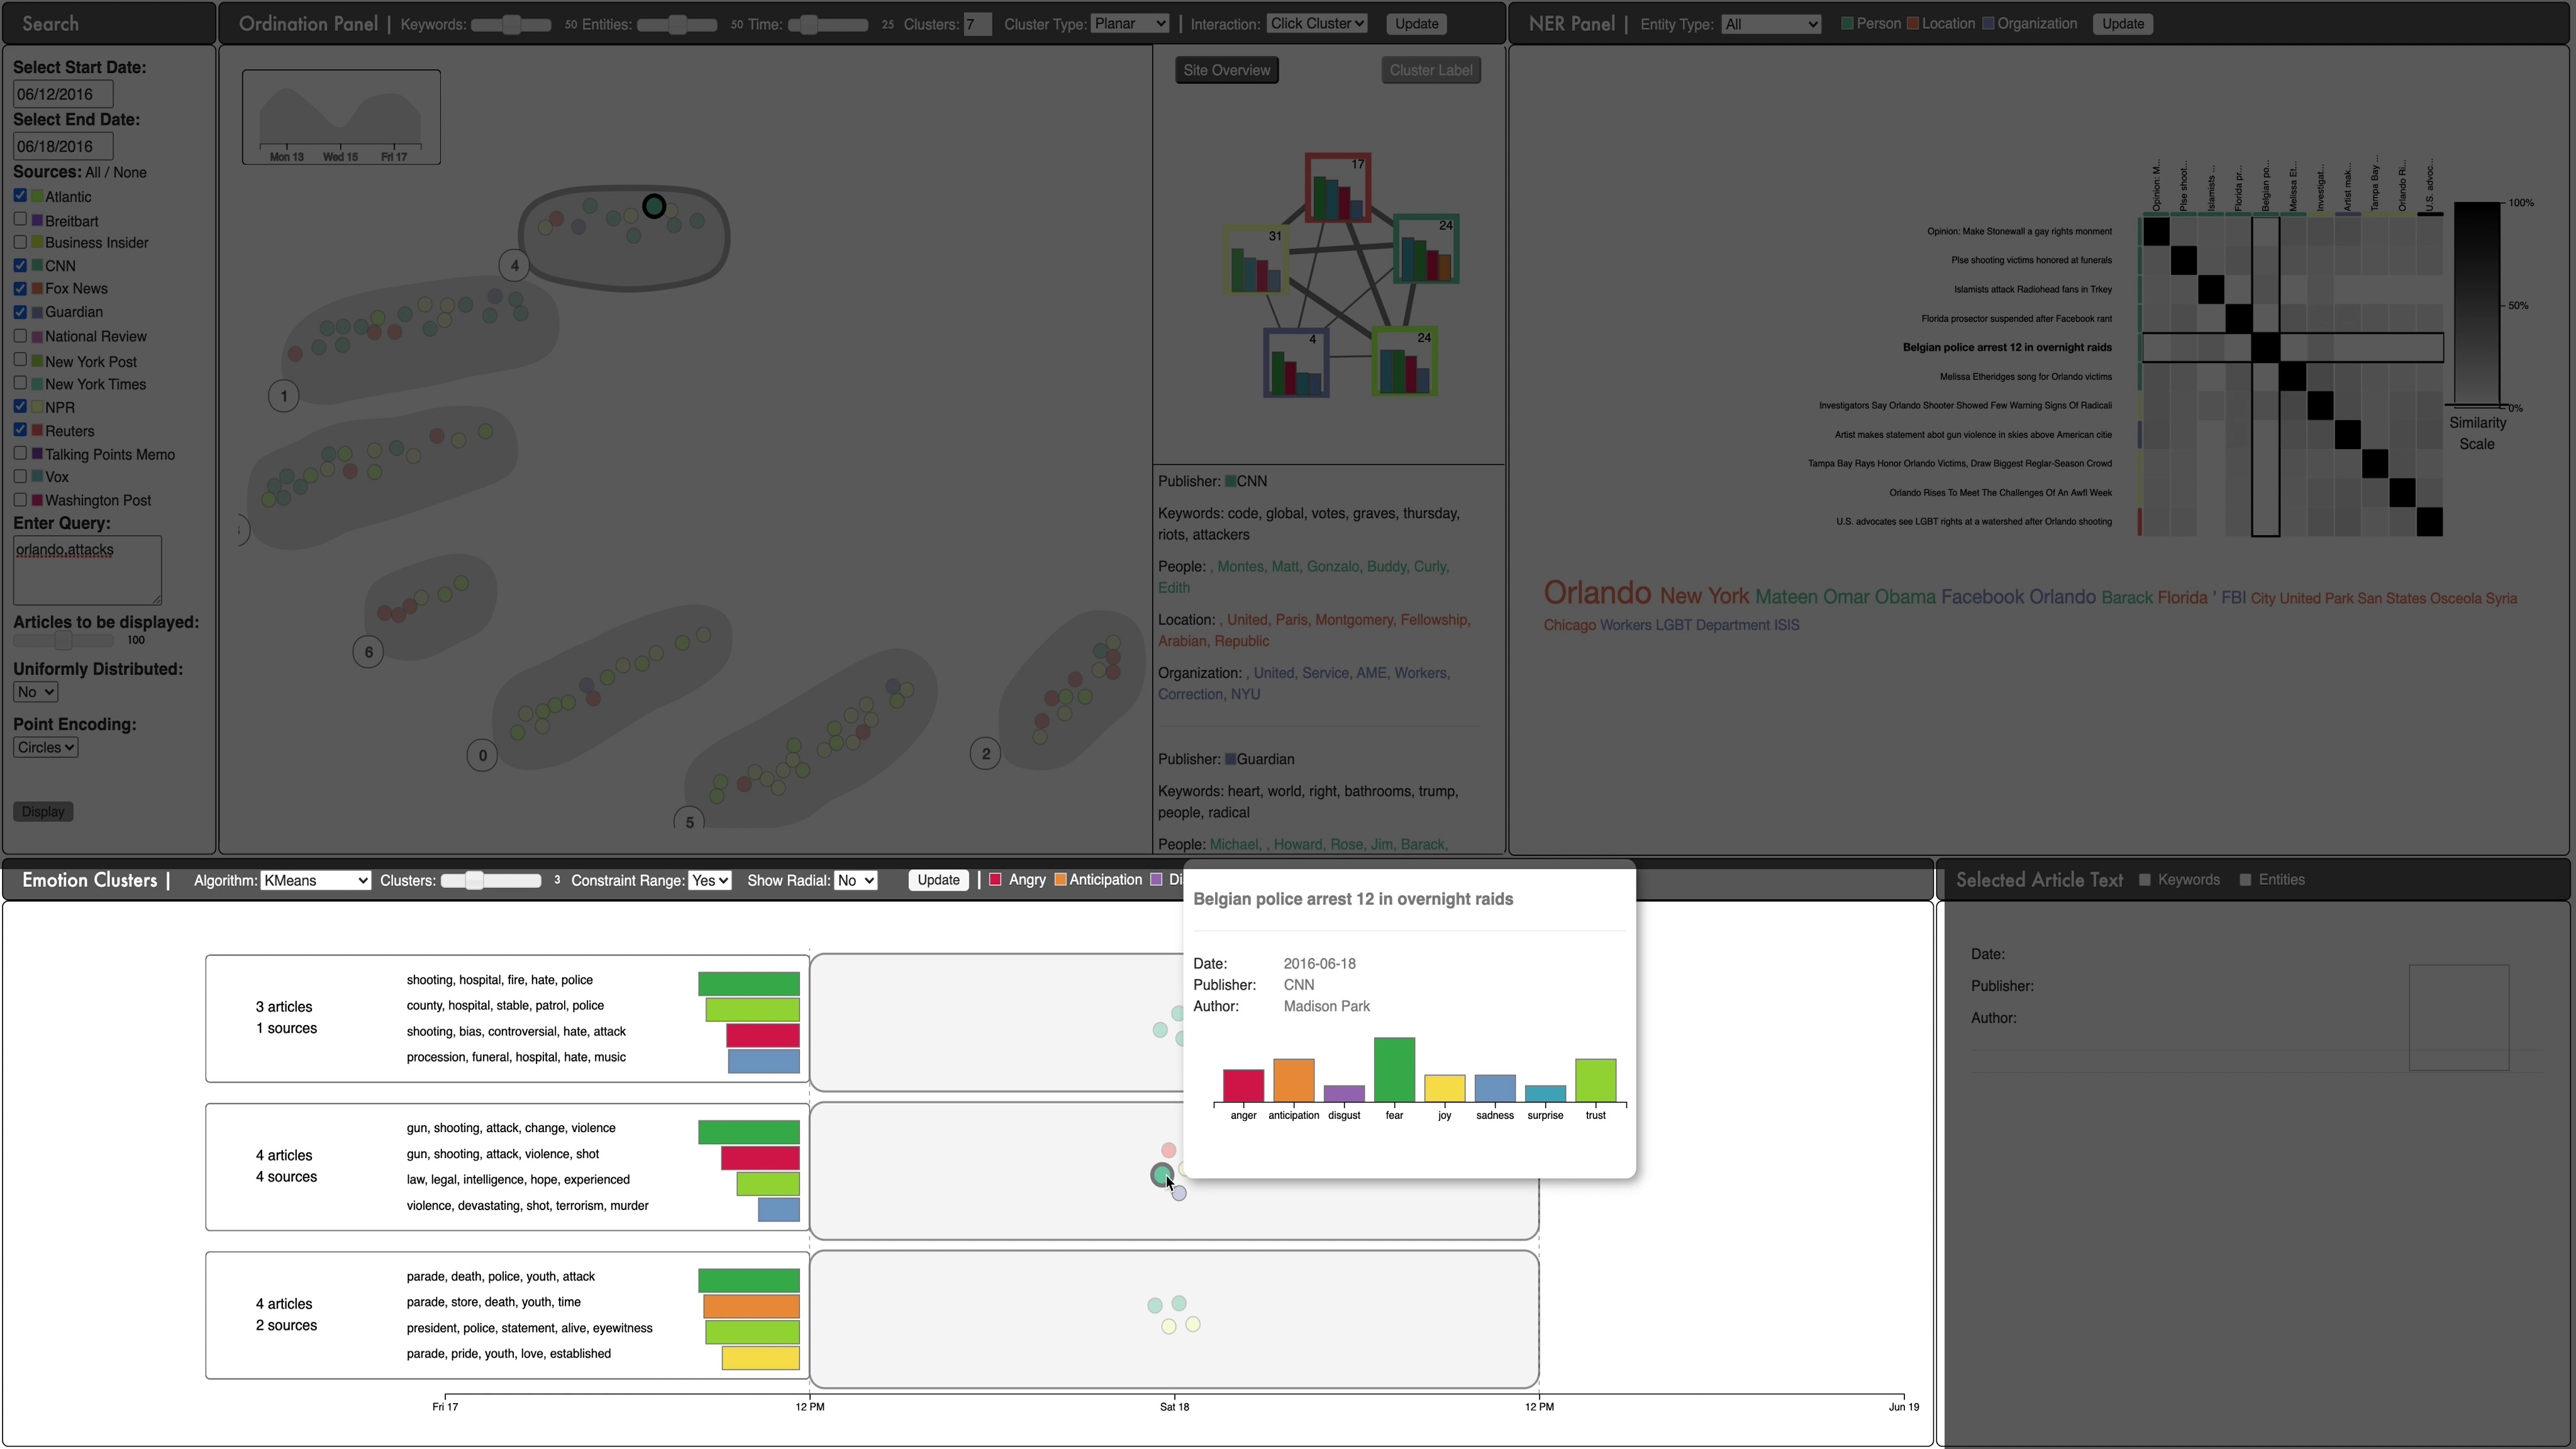 Search
Ordination Panel | Keywords: 50 Entities: 50 Time: 25 Clusters: 7 Cluster Type: Planar | Interaction: Click Cluster Update
NER Panel | Entity Type: All Person Location Organization Update
Select Start Date:
06/12/2016
Select End Date:
06/18/2016
Sources: All / None
Atlantic
Breitbart
Business Insider
CNN
Fox News
Guardian
National Review
New York Post
New York Times
NPR
Reuters
Talking Points Memo
Vox
Washington Post
Enter Query:
orlando,attacks
Articles to be displayed:
100
Uniformly Distributed:
No
Point Encoding:
Circles
Display
Mon 13 Wed 15 Fri 17
4
1
6
0
5
2
Site Overview Cluster Label
17
31
24
4
24
Publisher: CNN
Keywords: code, global, votes, graves, thursday,
riots, attackers
People: , Montes, Matt, Gonzalo, Buddy, Curly,
Edith
Location: , United, Paris, Montgomery, Fellowship,
Arabian, Republic
Organization: , United, Service, AME, Workers,
Correction, NYU
Publisher: Guardian
Keywords: heart, world, right, bathrooms, trump,
people, radical
People: Michael, , Howard, Rose, Jim, Barack,
Opinion: M... Plse shoot... Islamists ... Florida pr... Belgian po... Melissa Et... Investigat... Artist mak... Tampa Bay ... Orlando Ri... U.S. advoc...
Opinion: Make Stonewall a gay rights monment
Plse shooting victims honored at funerals
Islamists attack Radiohead fans in Trkey
Florida prosector suspended after Facebook rant
Belgian police arrest 12 in overnight raids
Melissa Etheridges song for Orlando victims
Investigators Say Orlando Shooter Showed Few Warning Signs Of Radicali
Artist makes statement abot gun violence in skies above American citie
Tampa Bay Rays Honor Orlando Victims, Draw Biggest Reglar-Season Crowd
Orlando Rises To Meet The Challenges Of An Awfl Week
U.S. advocates see LGBT rights at a watershed after Orlando shooting
100%
50%
0%
Similarity
Scale
Orlando New York Mateen Omar Obama Facebook Orlando Barack Florida ' FBI City United Park San States Osceola Syria
Chicago Workers LGBT Department ISIS
Emotion Clusters | Algorithm: KMeans Clusters: 3 Constraint Range: Yes Show Radial: No Update | Angry Anticipation Di
3 articles
1 sources
shooting, hospital, fire, hate, police
county, hospital, stable, patrol, police
shooting, bias, controversial, hate, attack
procession, funeral, hospital, hate, music
4 articles
4 sources
gun, shooting, attack, change, violence
gun, shooting, attack, violence, shot
law, legal, intelligence, hope, experienced
violence, devastating, shot, terrorism, murder
4 articles
2 sources
parade, death, police, youth, attack
parade, store, death, youth, time
president, police, statement, alive, eyewitness
parade, pride, youth, love, established
Fri 17 12 PM Sat 18 12 PM Jun 19
Belgian police arrest 12 in overnight raids
Date: 2016-06-18
Publisher: CNN
Author: Madison Park
anger anticipation disgust fear joy sadness surprise trust
Selected Article Text Keywords Entities
Date:
Publisher:
Author: